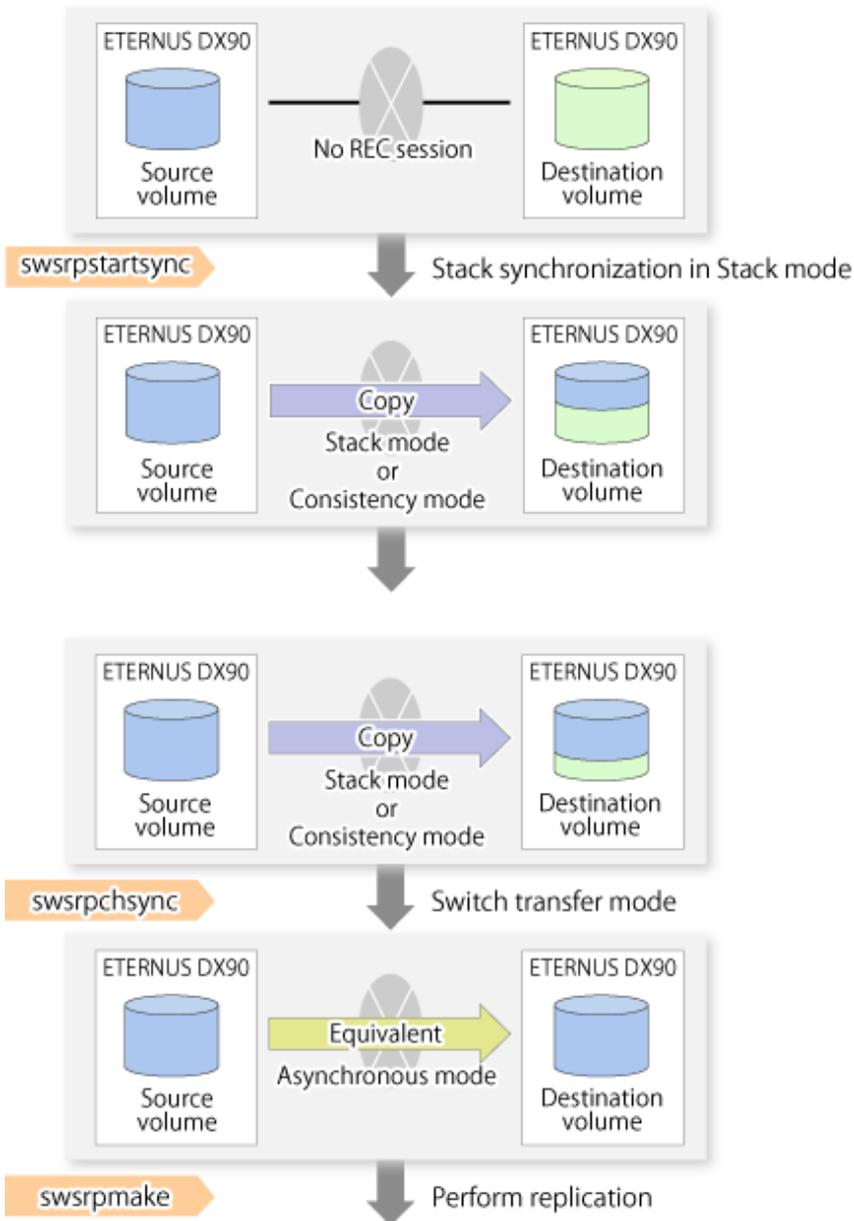 ETERNUS DX90
ETERNUS DX90
No REC session
Source
volume
Destination
volume
swsrpstartsync
Stack synchronization in Stack mode
ETERNUS DX90
ETERNUS DX90
Copy
Stack mode
or
Consistency mode
Source
volume
Destination
volume
ETERNUS DX90
ETERNUS DX90
Copy
Stack mode
or
Consistency mode
Source
volume
Destination
volume
swsrpchsync
Switch transfer mode
ETERNUS DX90
ETERNUS DX90
Equivalent
Asynchronous mode
Source
volume
Destination
volume
swsrpmake
Perform replication